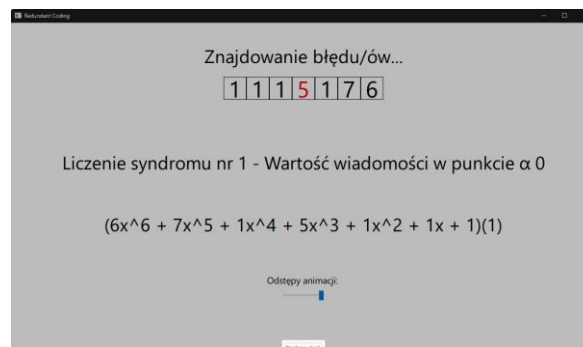 Redundant Coding
Znajdowanie błędu/ów...
1 1 1 5 1 7 6
Liczenie syndromu nr 1 - Wartość wiadomości w punkcie α 0
(6x^6 + 7x^5 + 1x^4 + 5x^3 + 1x^2 + 1x + 1)(1)
Odstępy animacji: